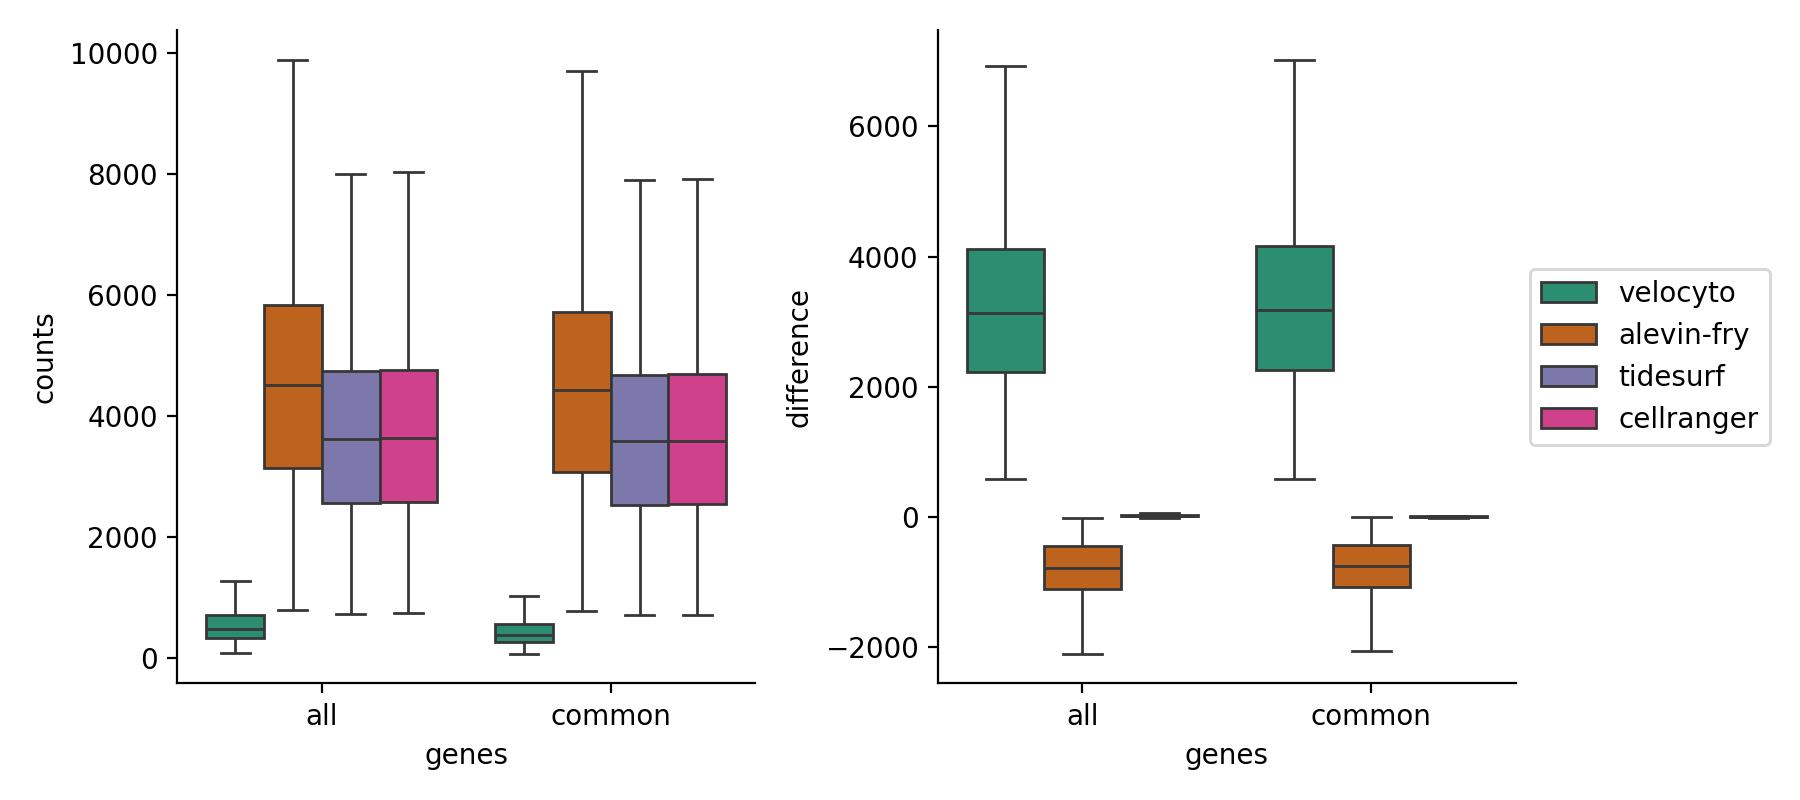 counts
10000
8000
6000
4000
2000
0
all
common
genes
difference
6000
4000
2000
0
−2000
all
common
genes
velocyto
alevin-fry
tidesurf
cellranger